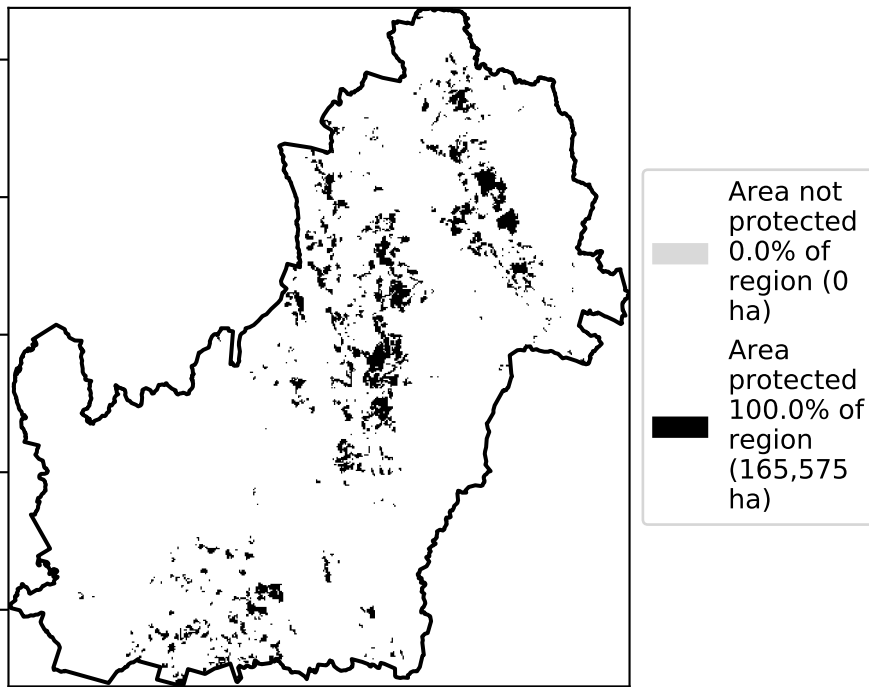 Area not
protected
0.0% of
region (0
ha)
Area
protected
100.0% of
region
(165,575
ha)